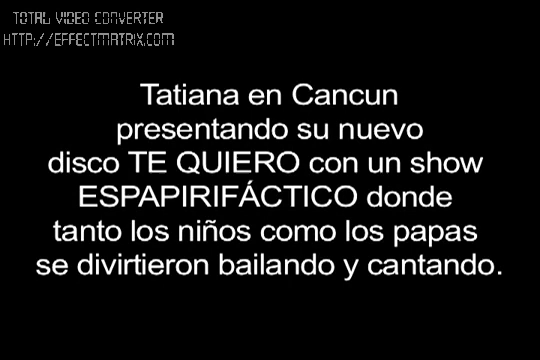 TOTAL VIDEO CONVERTER
HTTP://EFFECTMATRIX.COM
Tatiana en Cancun
presentando su nuevo
disco TE QUIERO con un show
ESPAPIRIFÁCTICO donde
tanto los niños como los papas
se divirtieron bailando y cantando.